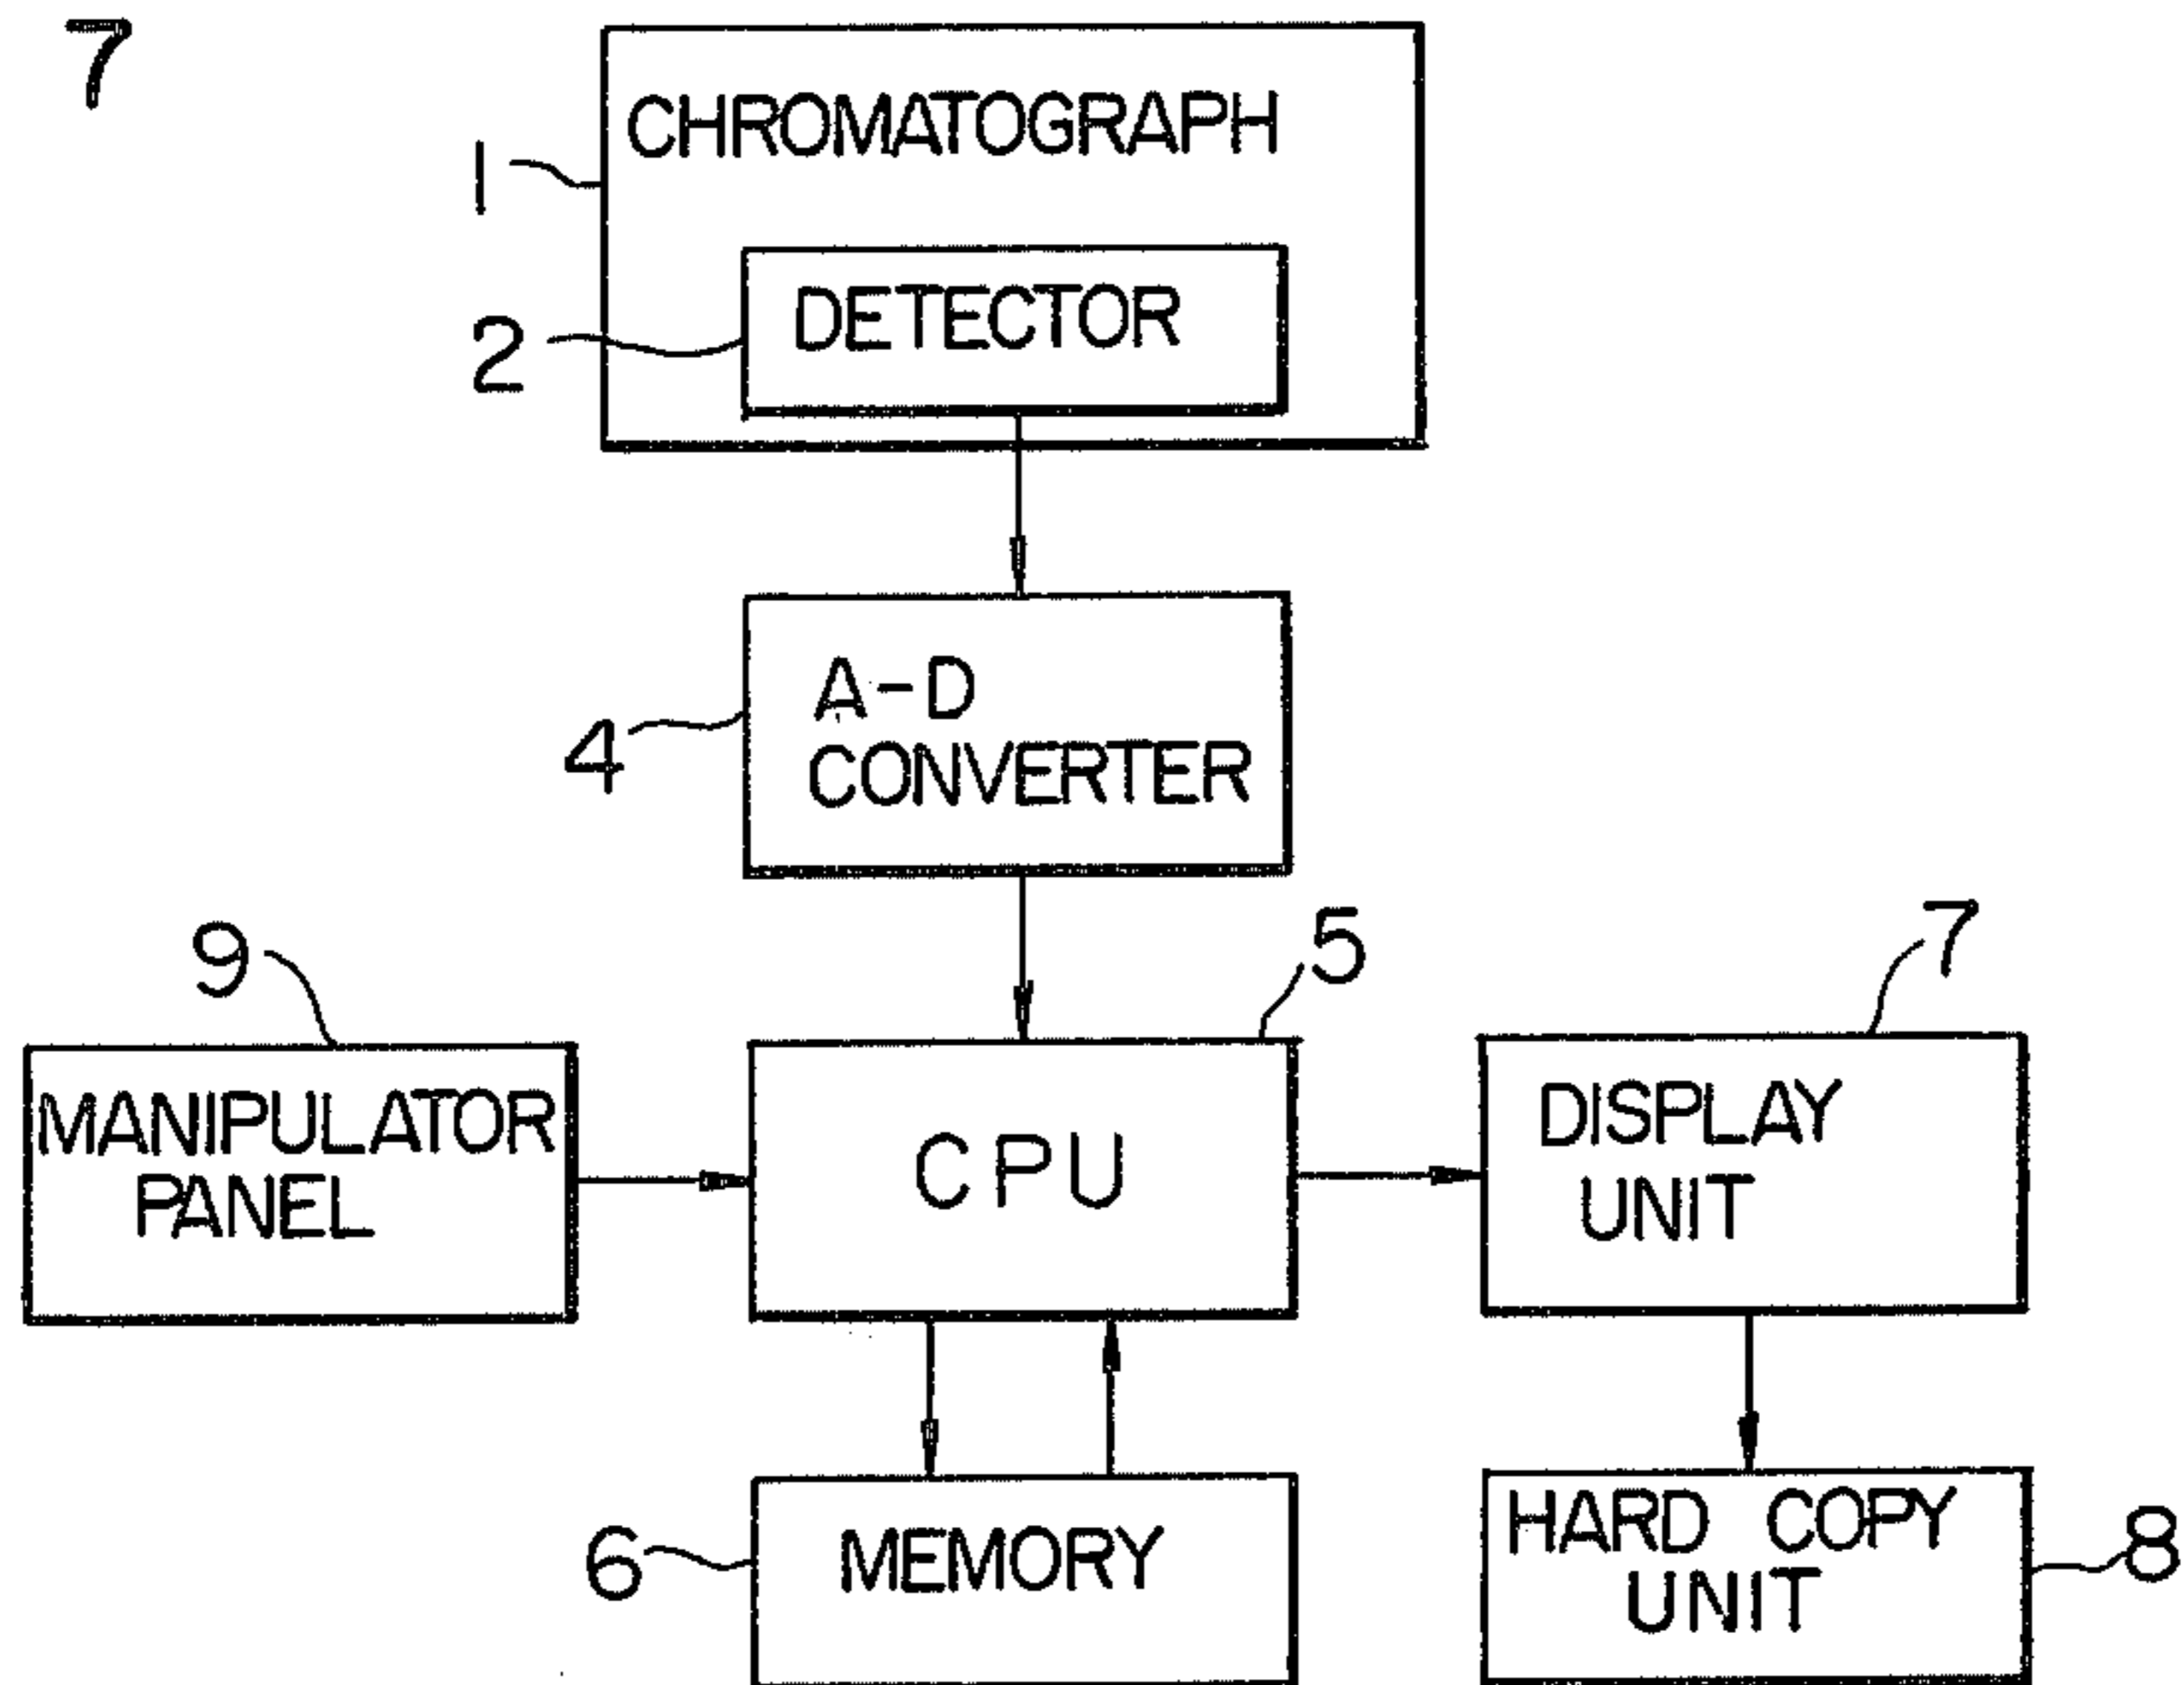 7
CHROMATOGRAPH
1
DETECTOR
2
A-D
CONVERTER
4
9
5
7
MANIPULATOR
PANEL
CPU
DISPLAY
UNIT
6
MEMORY
HARD COPY
UNIT
8